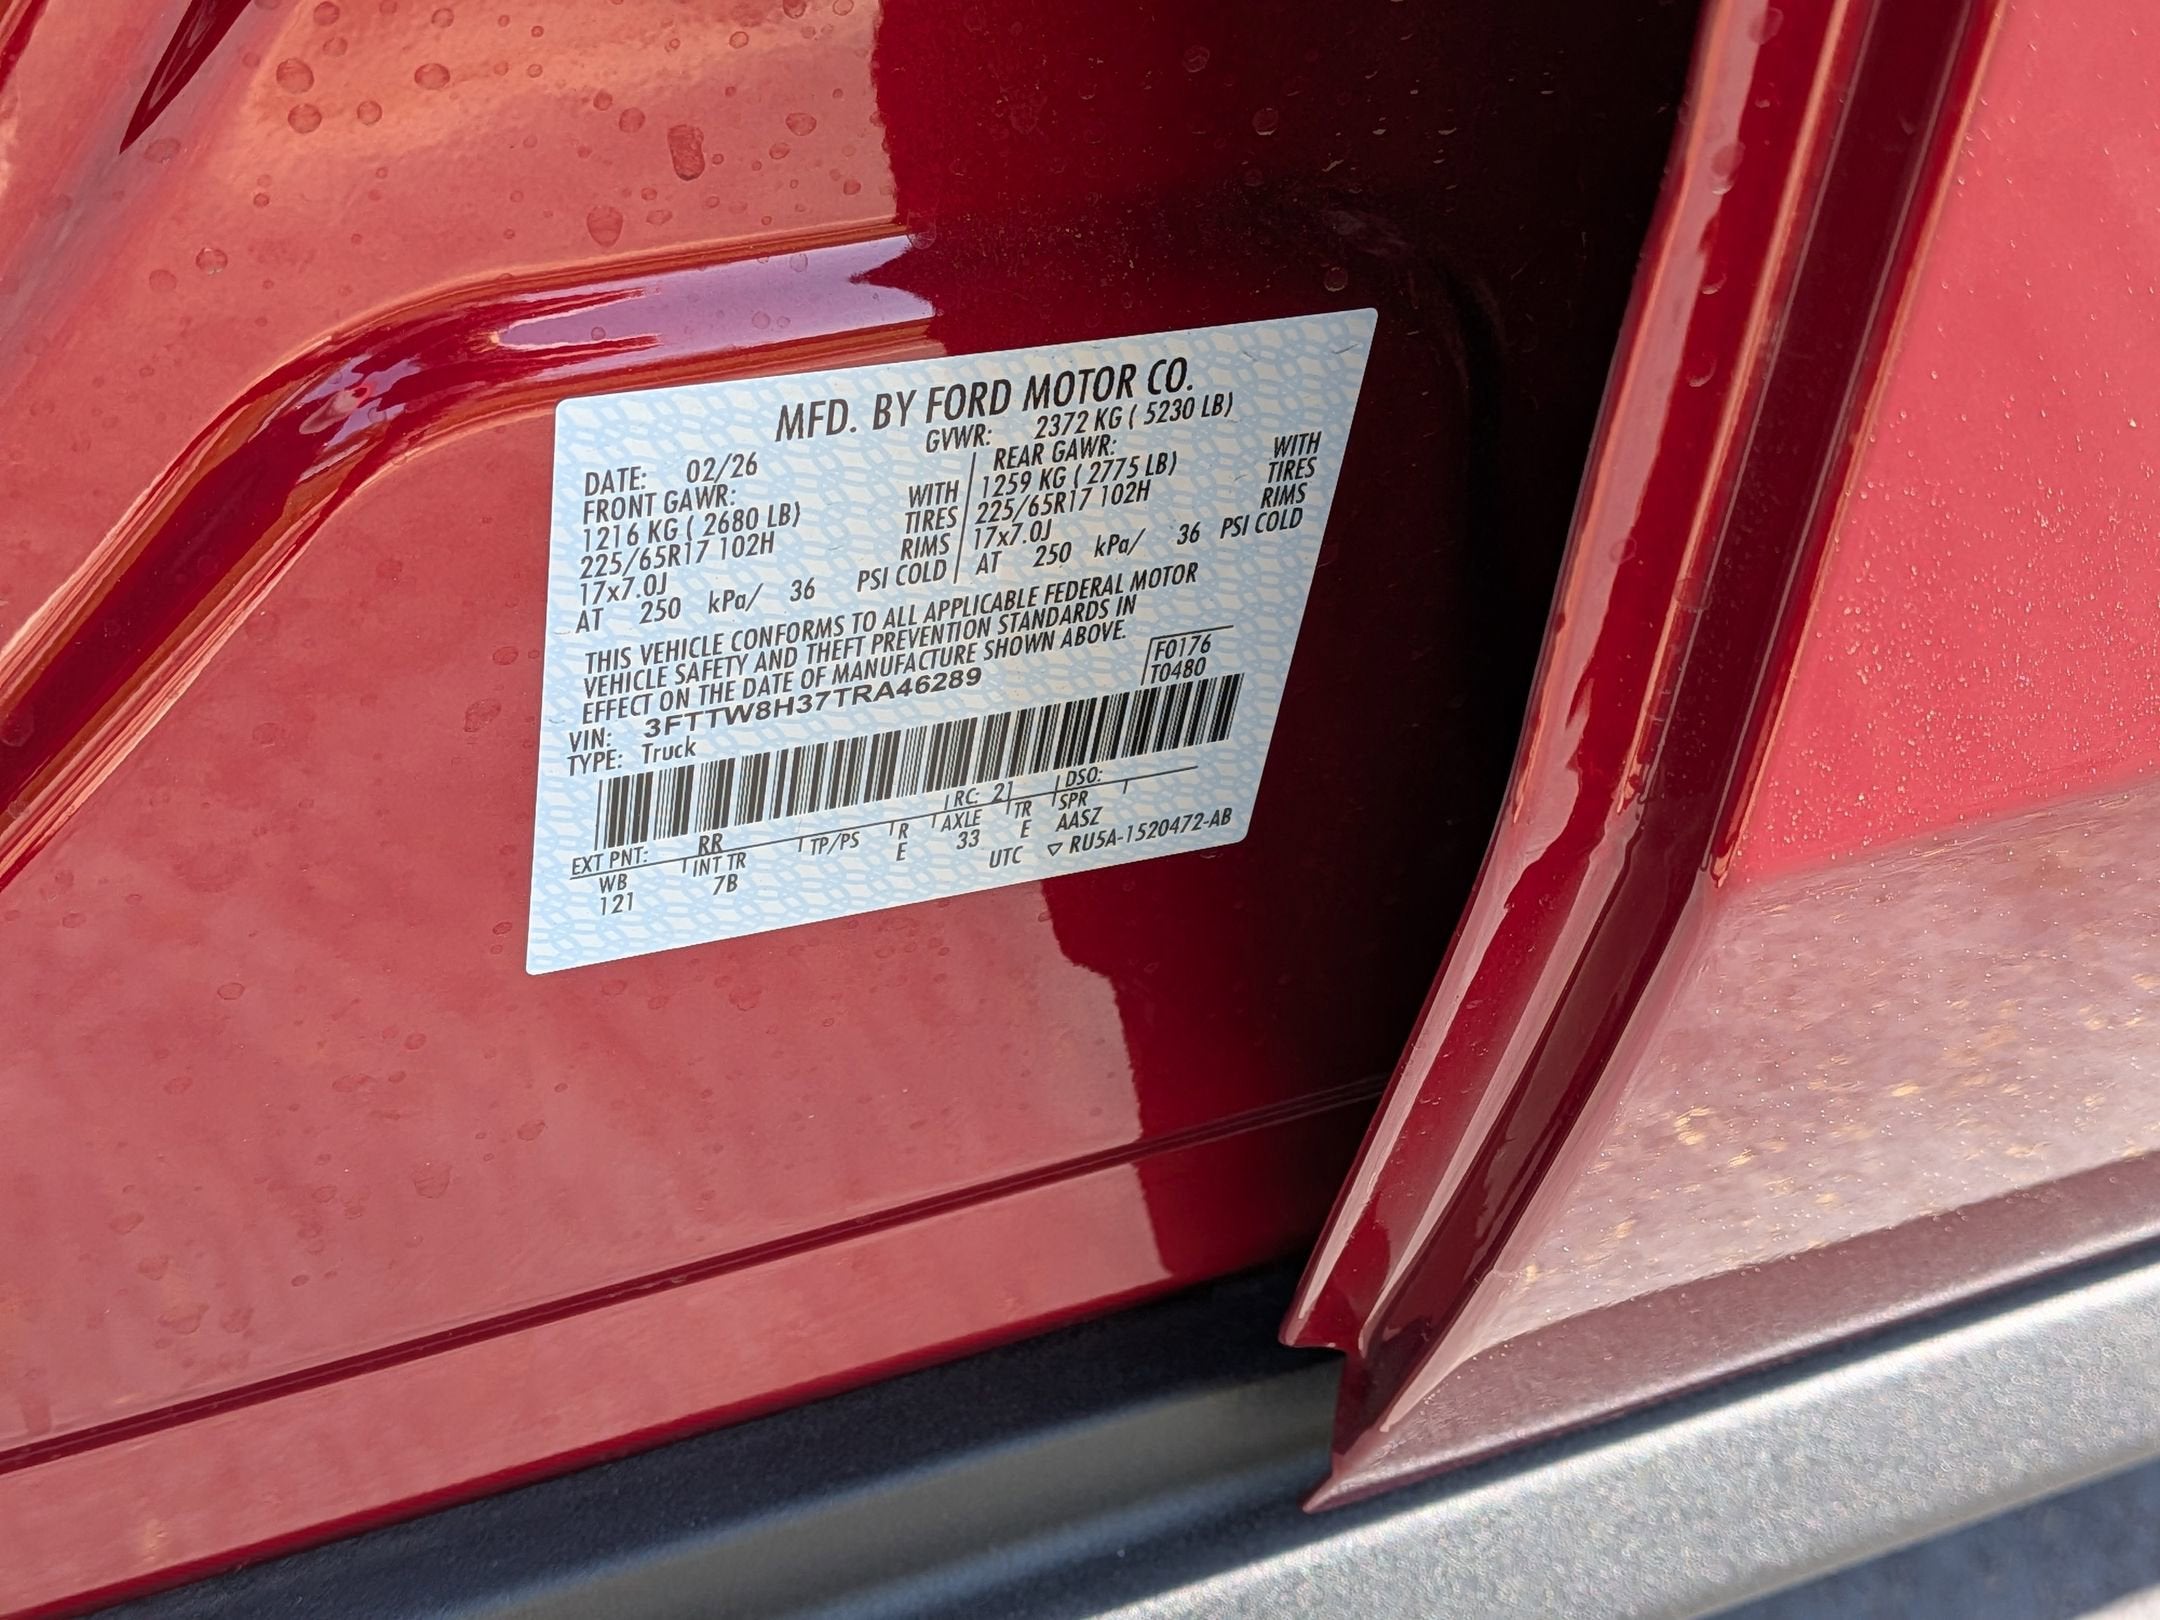 MFD. BY FORD MOTOR CO.
DATE: 02/26 GVWR: 2372 KG ( 5230 LB)
FRONT GAWR: REAR GAWR:
1216 KG ( 2680 LB) WITH 1259 KG ( 2775 LB) WITH
225/65R17 102H TIRES 225/65R17 102H TIRES
17x7.0J RIMS 17x7.0J RIMS
AT 250 kPa/ 36 PSI COLD AT 250 kPa/ 36 PSI COLD
THIS VEHICLE CONFORMS TO ALL APPLICABLE FEDERAL MOTOR
VEHICLE SAFETY AND THEFT PREVENTION STANDARDS IN
EFFECT ON THE DATE OF MANUFACTURE SHOWN ABOVE.
F0176
T0480
VIN: 3FTTW8H37TRA46289
TYPE: Truck
EXT PNT: RR RC: 21 DSO:
WB INT TR TP/PS R AXLE TR SPR
121 7B E 33 E AASZ
UTC ▽ RU5A-1520472-AB